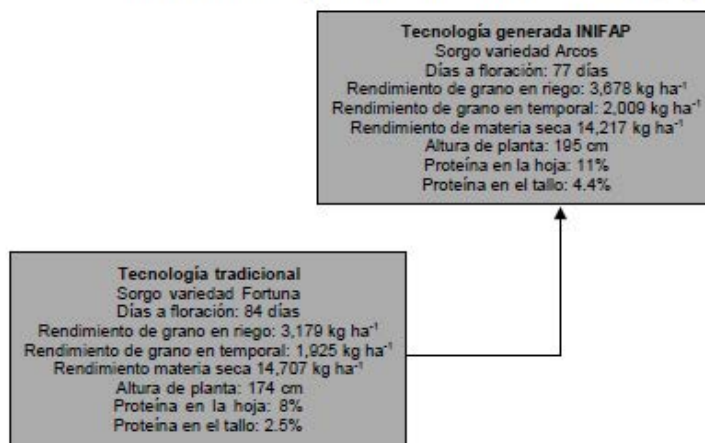 Tecnología generada INIFAP
Sorgo variedad Arcos
Días a floración: 77 días
Rendimiento de grano en riego: 3,678 kg ha⁻¹
Rendimiento de grano en temporal: 2,009 kg ha⁻¹
Rendimiento de materia seca 14,217 kg ha⁻¹
Altura de planta: 195 cm
Proteína en la hoja: 11%
Proteína en el tallo: 4.4%
Tecnología tradicional
Sorgo variedad Fortuna
Días a floración: 84 días
Rendimiento de grano en riego: 3,179 kg ha⁻¹
Rendimiento de grano en temporal: 1,925 kg ha⁻¹
Rendimiento materia seca 14,707 kg ha⁻¹
Altura de planta: 174 cm
Proteína en la hoja: 8%
Proteína en el tallo: 2.5%